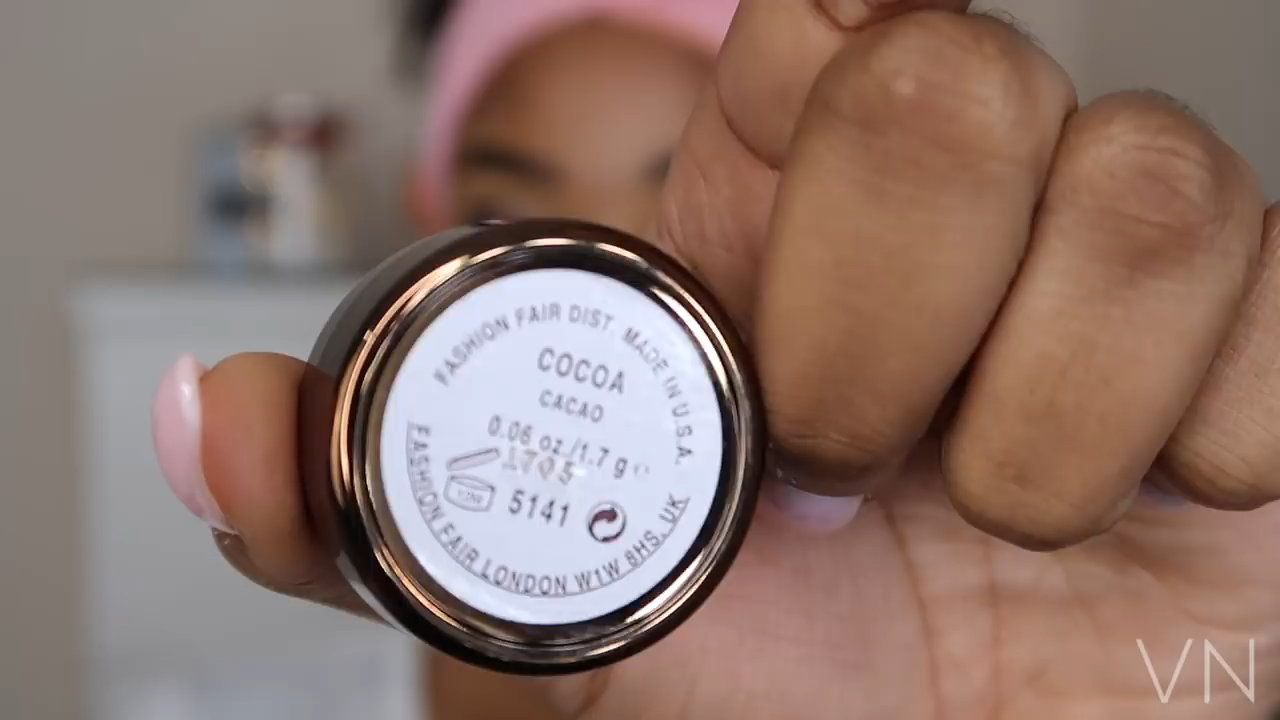 FASHION FAIR DIST. MADE IN U.S.A.
COCOA
CACAO
0.06 oz./1.7 g e
1705
5141
FASHION FAIR LONDON W1W 8HS. UK
VN